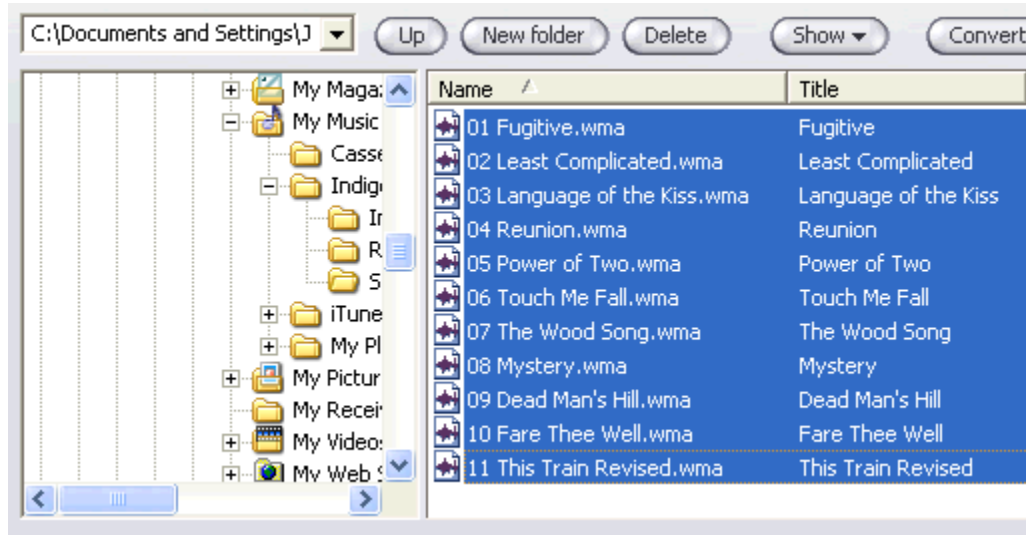 C:\Documents and Settings\J Up New folder Delete Show Convert
My Maga
My Music
Casse
Indig
R
S
iTune
My Pl
My Pictur
My Recei
My Video
My Web
Name Title
01 Fugitive.wma Fugitive
02 Least Complicated.wma Least Complicated
03 Language of the Kiss.wma Language of the Kiss
04 Reunion.wma Reunion
05 Power of Two.wma Power of Two
06 Touch Me Fall.wma Touch Me Fall
07 The Wood Song.wma The Wood Song
08 Mystery.wma Mystery
09 Dead Man's Hill.wma Dead Man's Hill
10 Fare Thee Well.wma Fare Thee Well
11 This Train Revised.wma This Train Revised